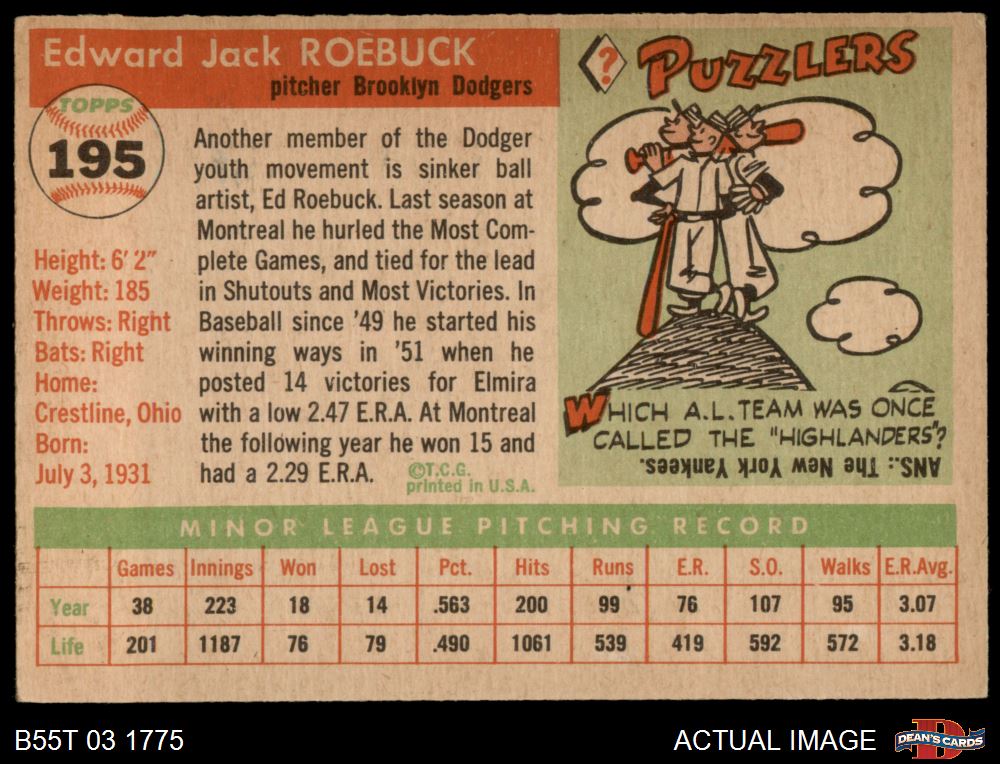 Edward Jack ROEBUCK
pitcher Brooklyn Dodgers
TOPPS
195
Another member of the Dodger
youth movement is sinker ball
artist, Ed Roebuck. Last season at
Montreal he hurled the Most Com-
plete Games, and tied for the lead
in Shutouts and Most Victories. In
Baseball since '49 he started his
winning ways in '51 when he
posted 14 victories for Elmira
with a low 2.47 E.R.A. At Montreal
the following year he won 15 and
had a 2.29 E.R.A.
©T.C.G.
printed in U.S.A.
Height: 6' 2"
Weight: 185
Throws: Right
Bats: Right
Home:
Crestline, Ohio
Born:
July 3, 1931
? PUZZLERS
WHICH A.L. TEAM WAS ONCE
CALLED THE "HIGHLANDERS"?
ANS.: The New York Yankees.
MINOR LEAGUE PITCHING RECORD
Games Innings Won Lost Pct. Hits Runs E.R. S.O. Walks E.R.Avg.
Year 38 223 18 14 .563 200 99 76 107 95 3.07
Life 201 1187 76 79 .490 1061 539 419 592 572 3.18
B55T 03 1775
ACTUAL IMAGE
D
DEAN'S CARDS